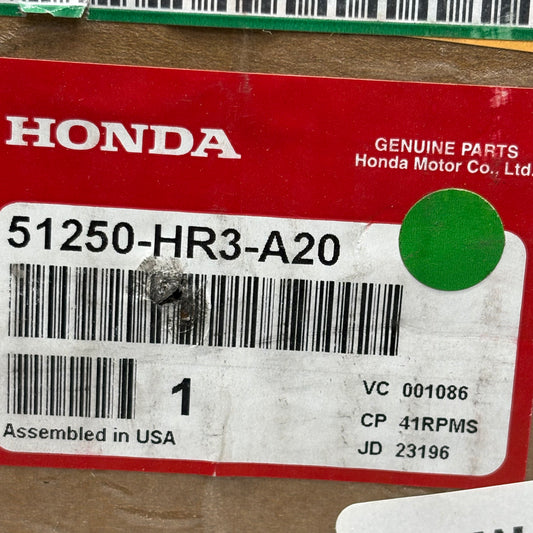 HONDA
GENUINE PARTS
Honda Motor Co., Ltd.
51250-HR3-A20
1
VC 001086
CP 41RPMS
JD 23196
Assembled in USA